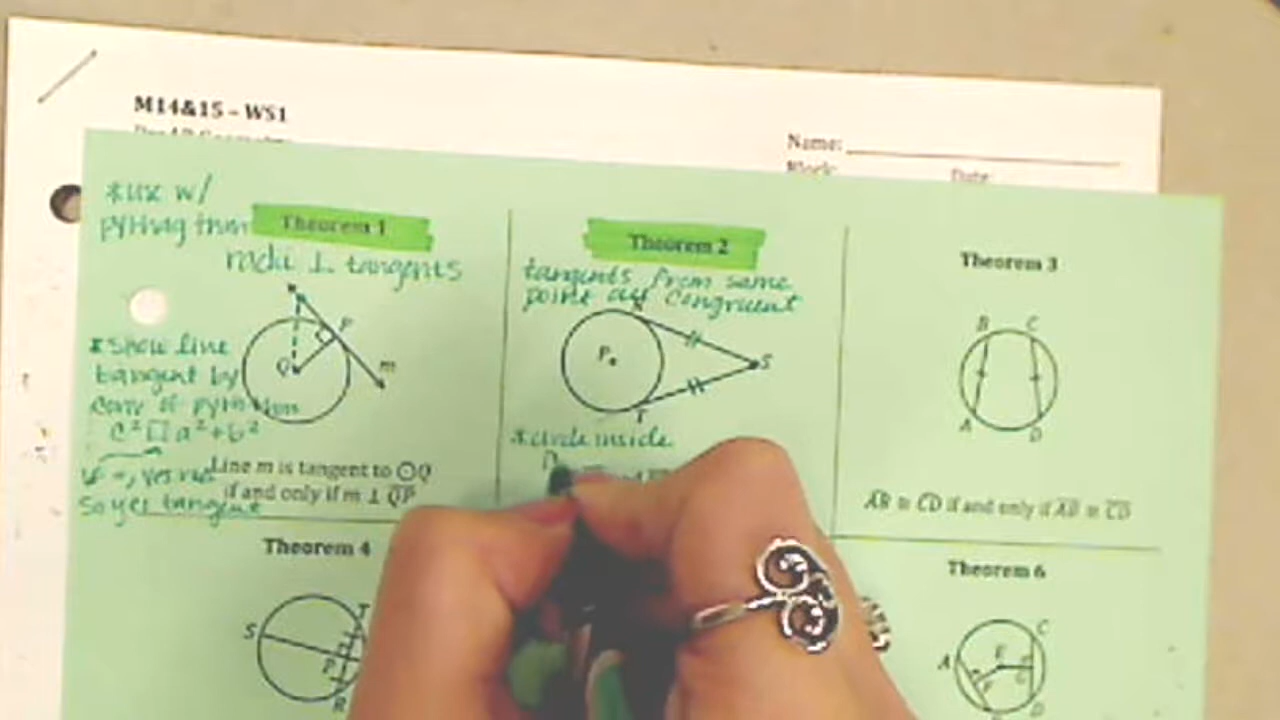 M14&15 – WS1
Name:
Block:
Date:
*use w/
pythag thm
Theorem 1
radii ⊥ tangents
P
Q
m
*Show line
tangent by
conv of pyth thm
c² □ a² + b²
if =, yes
so yes tangent
Line m is tangent to ⊙Q
if and only if m ⊥ QP
Theorem 2
tangents from same
point are congruent
P
S
T
*circle inside
Theorem 3
B C
A D
AB ≅ CD if and only if AB ≅ CD
Theorem 4
S
T
P
R
Theorem 6
C
A
E
F
G
D